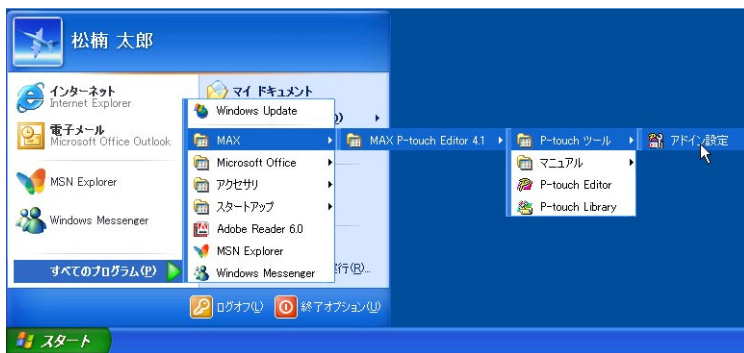 松楠 太郎
インターネット
Internet Explorer
電子メール
Microsoft Office Outlook
MSN Explorer
Windows Messenger
すべてのプログラム(P)
マイ ドキュメント
Windows Update
MAX
Microsoft Office
アクセサリ
スタートアップ
Adobe Reader 6.0
MSN Explorer
Windows Messenger
MAX P-touch Editor 4.1
P-touch ツール
マニュアル
P-touch Editor
P-touch Library
アドイン設定
行(R)...
ログオフ(L)
終了オプション(U)
スタート